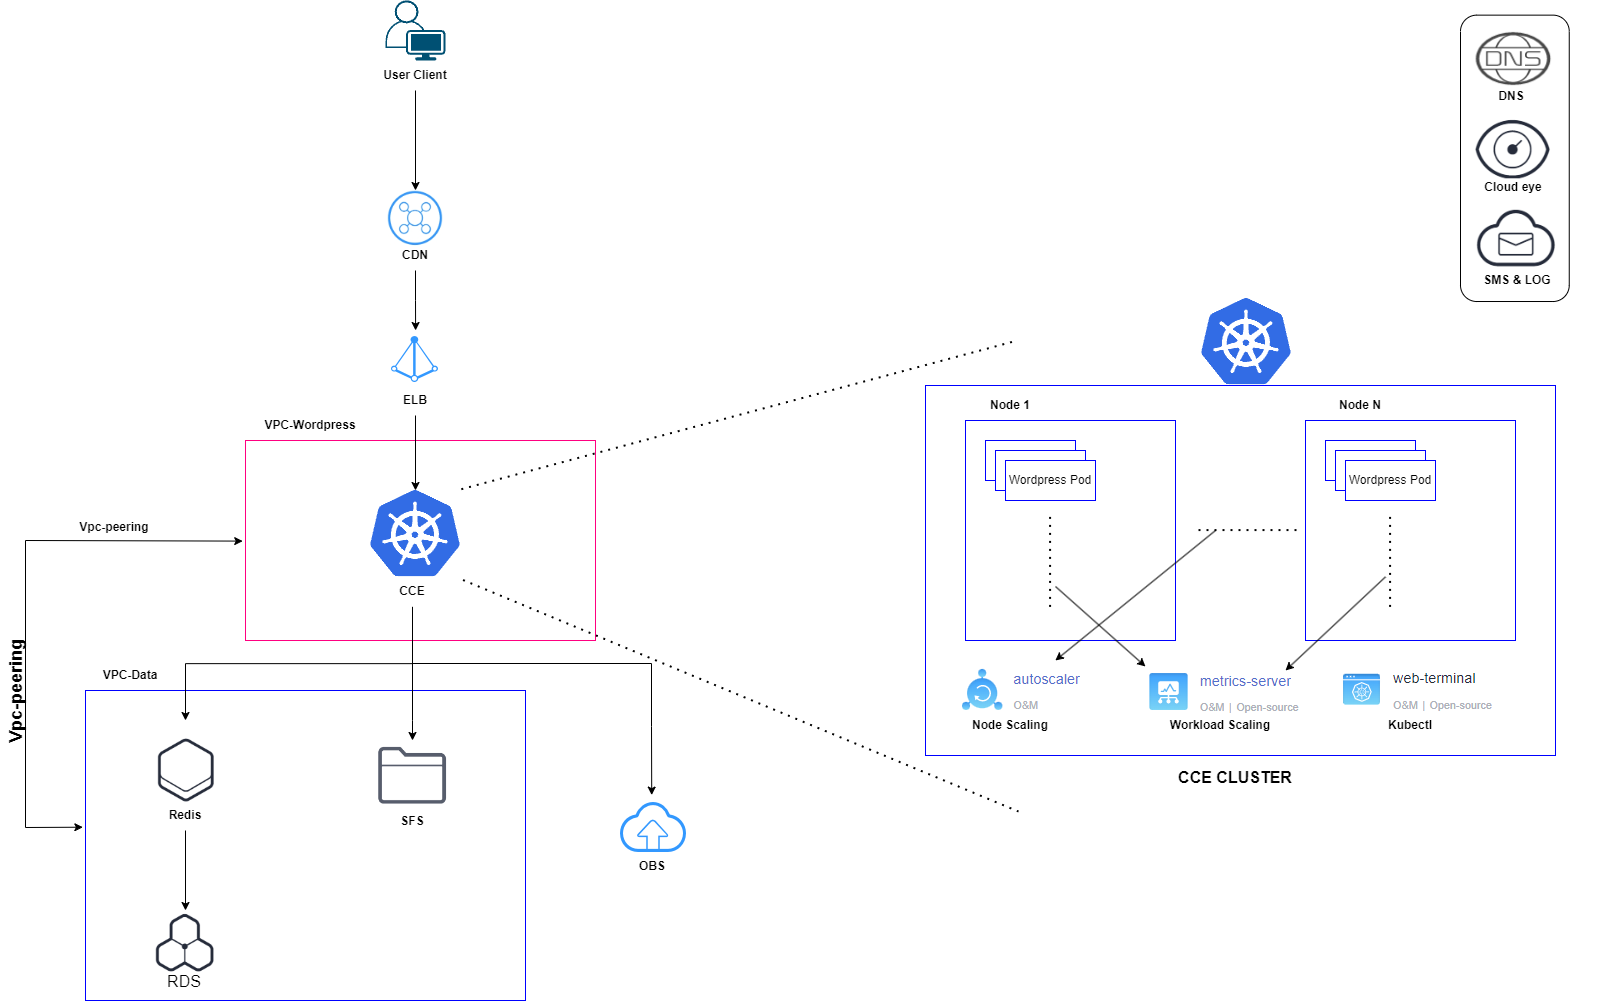 User Client
CDN
ELB
VPC-Wordpress
CCE
Vpc-peering
Vpc-peering
VPC-Data
Redis
SFS
OBS
RDS
DNS
DNS
Cloud eye
SMS & LOG
Node 1
Node N
Wordpress Pod
Wordpress Pod
autoscaler
O&M
Node Scaling
metrics-server
O&M | Open-source
Workload Scaling
web-terminal
O&M | Open-source
Kubectl
CCE CLUSTER